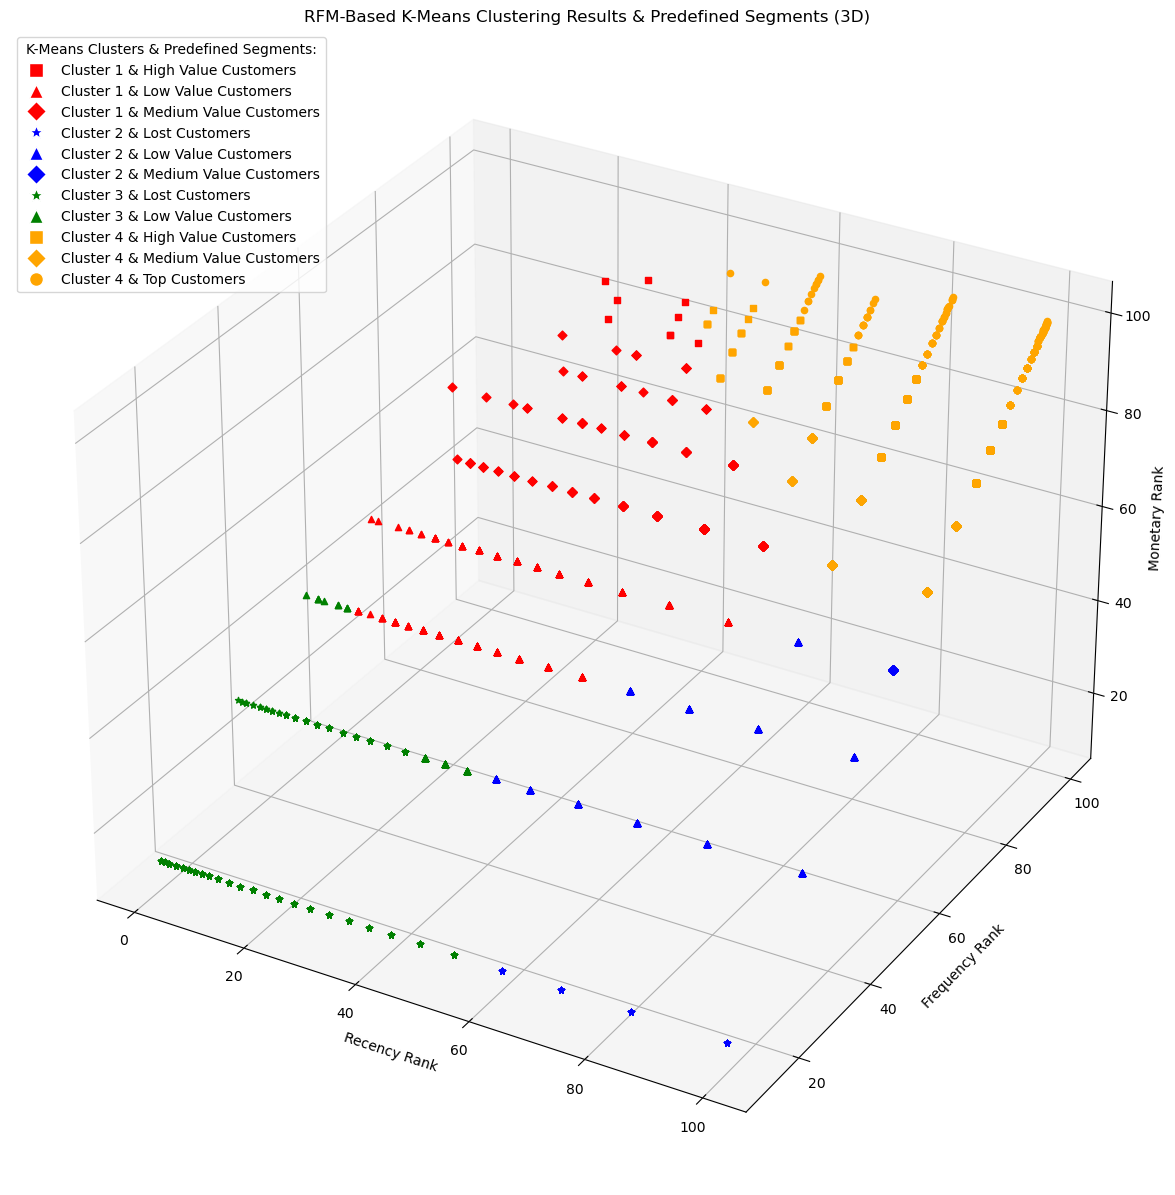 RFM-Based K-Means Clustering Results & Predefined Segments (3D)
K-Means Clusters & Predefined Segments:
Cluster 1 & High Value Customers
Cluster 1 & Low Value Customers
Cluster 1 & Medium Value Customers
Cluster 2 & Lost Customers
Cluster 2 & Low Value Customers
Cluster 2 & Medium Value Customers
Cluster 3 & Lost Customers
Cluster 3 & Low Value Customers
Cluster 4 & High Value Customers
Cluster 4 & Medium Value Customers
Cluster 4 & Top Customers
100
80
60
40
20
Monetary Rank
100
80
60
40
20
Frequency Rank
0
20
40
60
80
100
Recency Rank